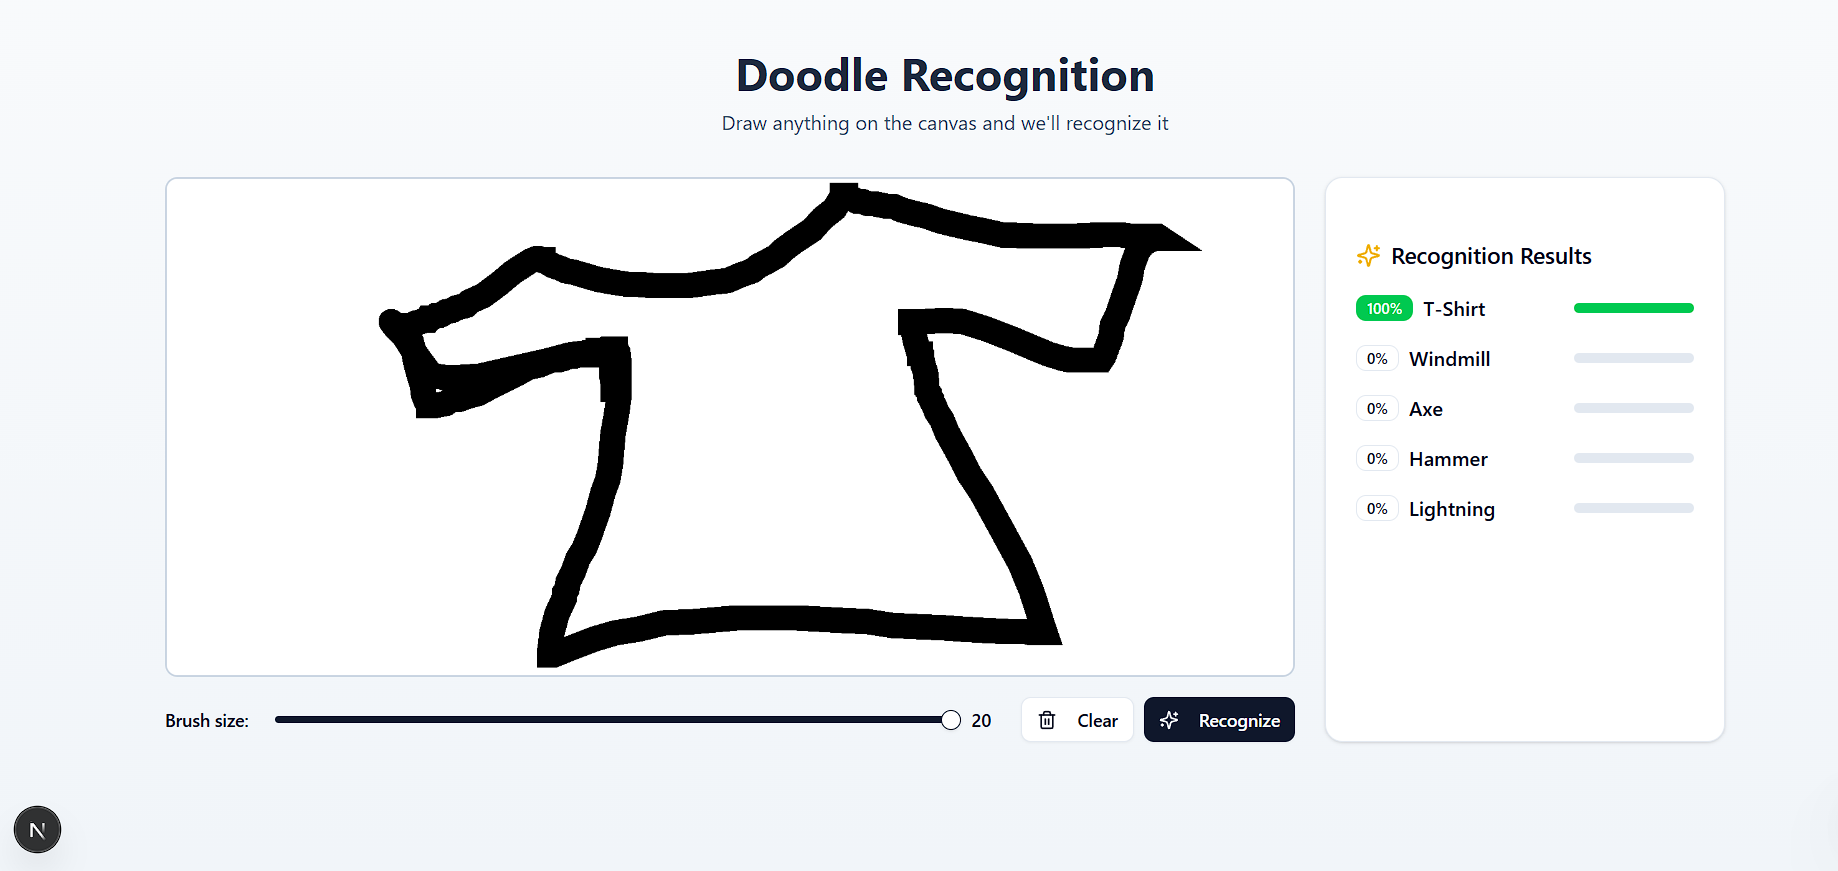 Doodle Recognition
Draw anything on the canvas and we'll recognize it
Recognition Results
100% T-Shirt
0% Windmill
0% Axe
0% Hammer
0% Lightning
Brush size: 20 Clear Recognize
N